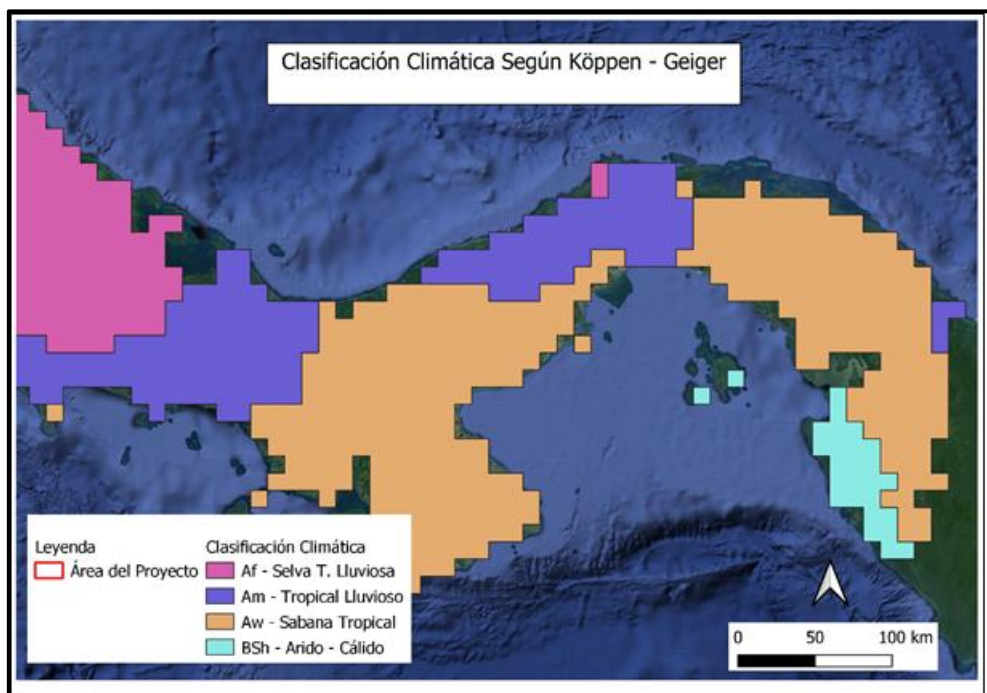 Clasificación Climática Según Köppen - Geiger
Leyenda
Área del Proyecto
Clasificación Climática
Af - Selva T. Lluviosa
Am - Tropical Lluvioso
Aw - Sabana Tropical
BSh - Arido - Cálido
0 50 100 km